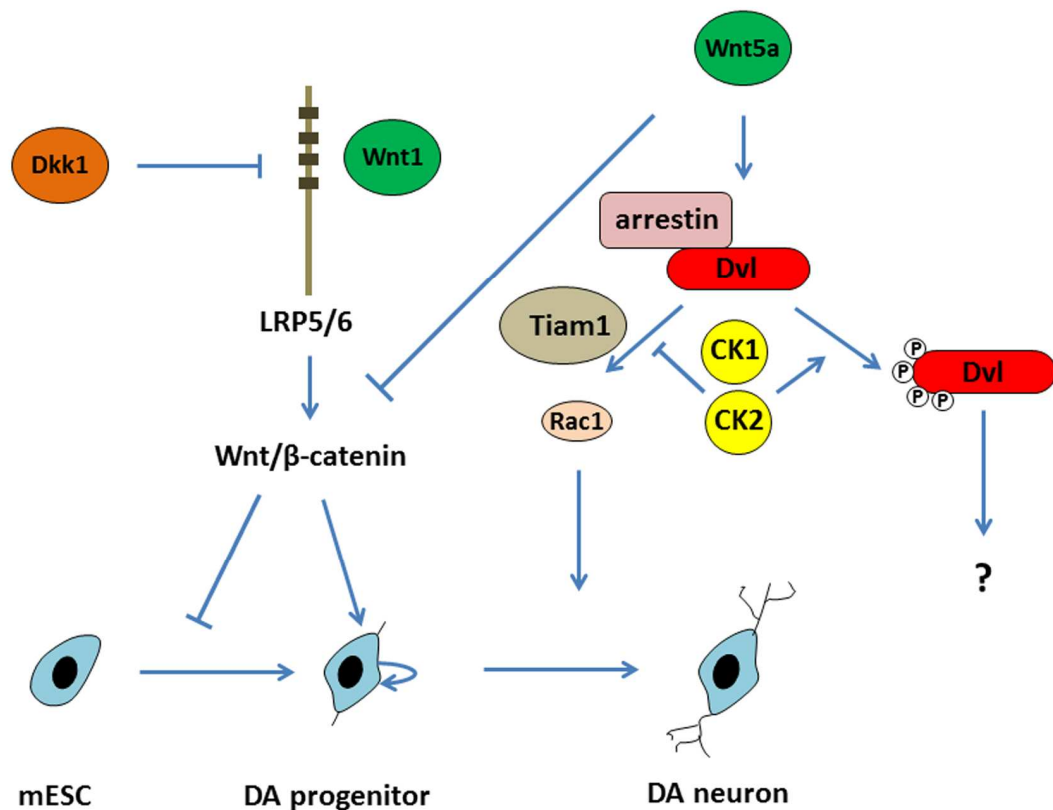 Wnt5a
Dkk1
Wnt1
arrestin
Dvl
LRP5/6
Tiam1
CK1
P
P
Dvl
P
P
Rac1
CK2
Wnt/β-catenin
?
mESC
DA progenitor
DA neuron